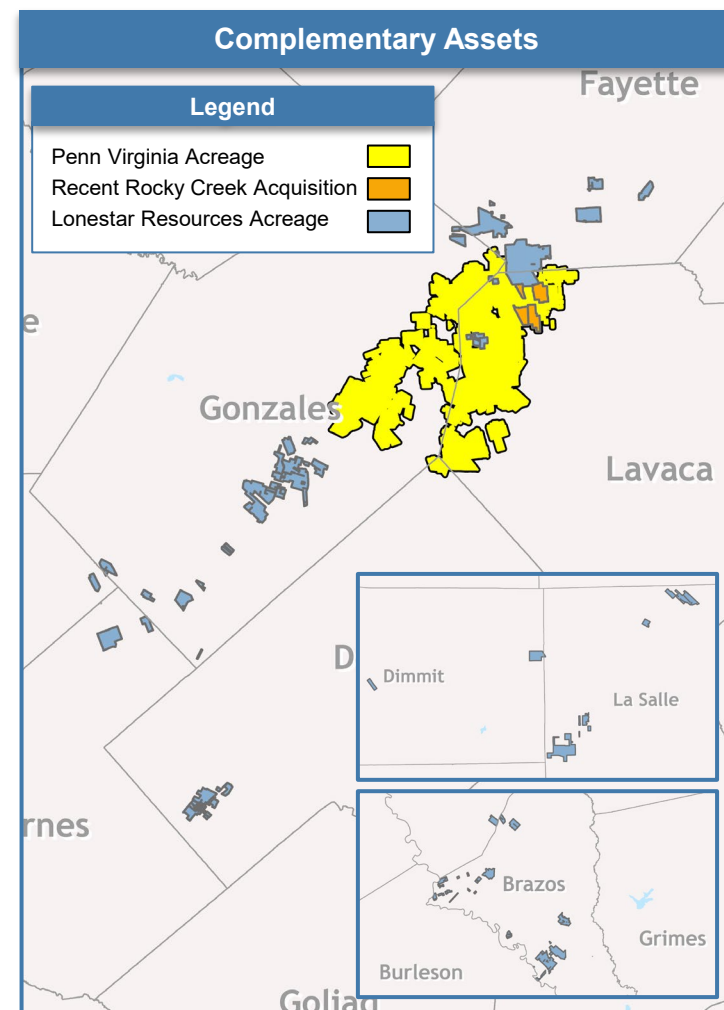 Complementary Assets
Fayette
Legend
Penn Virginia Acreage
Recent Rocky Creek Acquisition
Lonestar Resources Acreage
e
Gonzales
Lavaca
D
Dimmit
La Salle
rnes
Brazos
Grimes
Burleson
Goliad